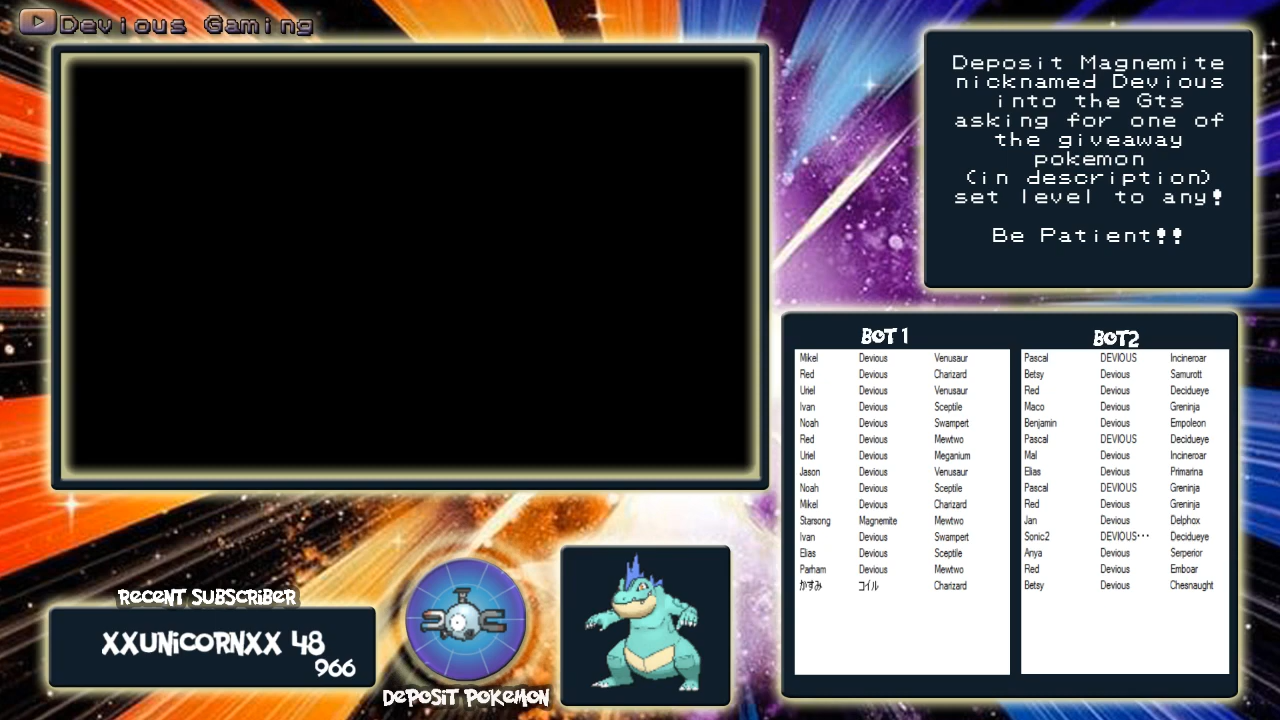 Devious Gaming
Deposit Magnemite
nicknamed Devious
into the Gts
asking for one of
the giveaway
pokemon
(in description)
set level to any!
Be Patient!!
BOT 1
Mikel Devious Venusaur
Red Devious Charizard
Uriel Devious Venusaur
Ivan Devious Sceptile
Noah Devious Swampert
Red Devious Mewtwo
Uriel Devious Meganium
Jason Devious Venusaur
Noah Devious Sceptile
Mikel Devious Charizard
Starsong Magnemite Mewtwo
Ivan Devious Swampert
Elias Devious Sceptile
Parham Devious Mewtwo
かすみ コイル Charizard
BOT2
Pascal DEVIOUS Incineroar
Betsy Devious Samurott
Red Devious Decidueye
Maco Devious Greninja
Benjamin Devious Empoleon
Pascal DEVIOUS Decidueye
Mal Devious Incineroar
Elias Devious Primarina
Pascal DEVIOUS Greninja
Red Devious Greninja
Jan Devious Delphox
Sonic2 DEVIOUS･･･ Decidueye
Anya Devious Serperior
Red Devious Emboar
Betsy Devious Chesnaught
RECENT SUBSCRIBER
XXUNiCORNXX 48
966
DEPOSIT POKEMON